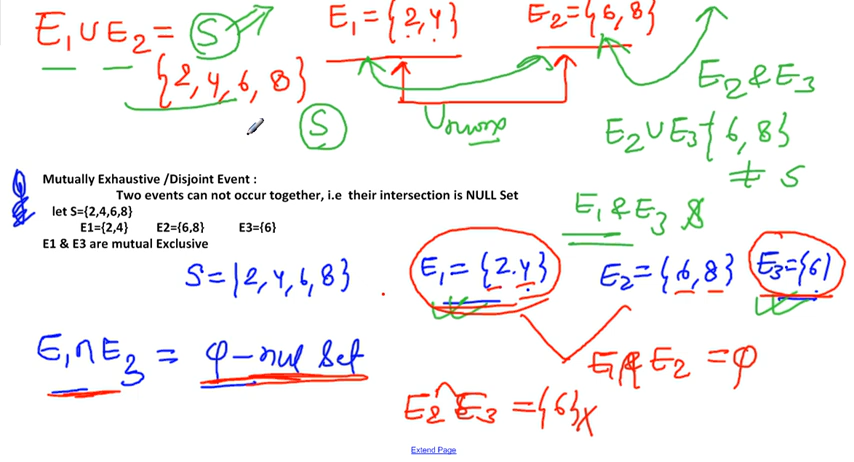 E1 ∪ E2 = S
{2, 4, 6, 8}
E1 = {2, 4}
E2 = {6, 8}
S
Union
E2 & E3
E2 ∪ E3 {6, 8}
≠ S
E1 & E3
Mutually Exhaustive /Disjoint Event :
Two events can not occur together, i.e their intersection is NULL Set
let S={2,4,6,8}
E1={2,4} E2={6,8} E3={6}
E1 & E3 are mutual Exclusive
S = {2, 4, 6, 8}
E1 = {2.4}
E2 = {6, 8}
E3 = {6}
E1 ∩ E3 = φ - nul Set
E1 & E2 = φ
E2 ^ E3 = {6} x
Extend Page